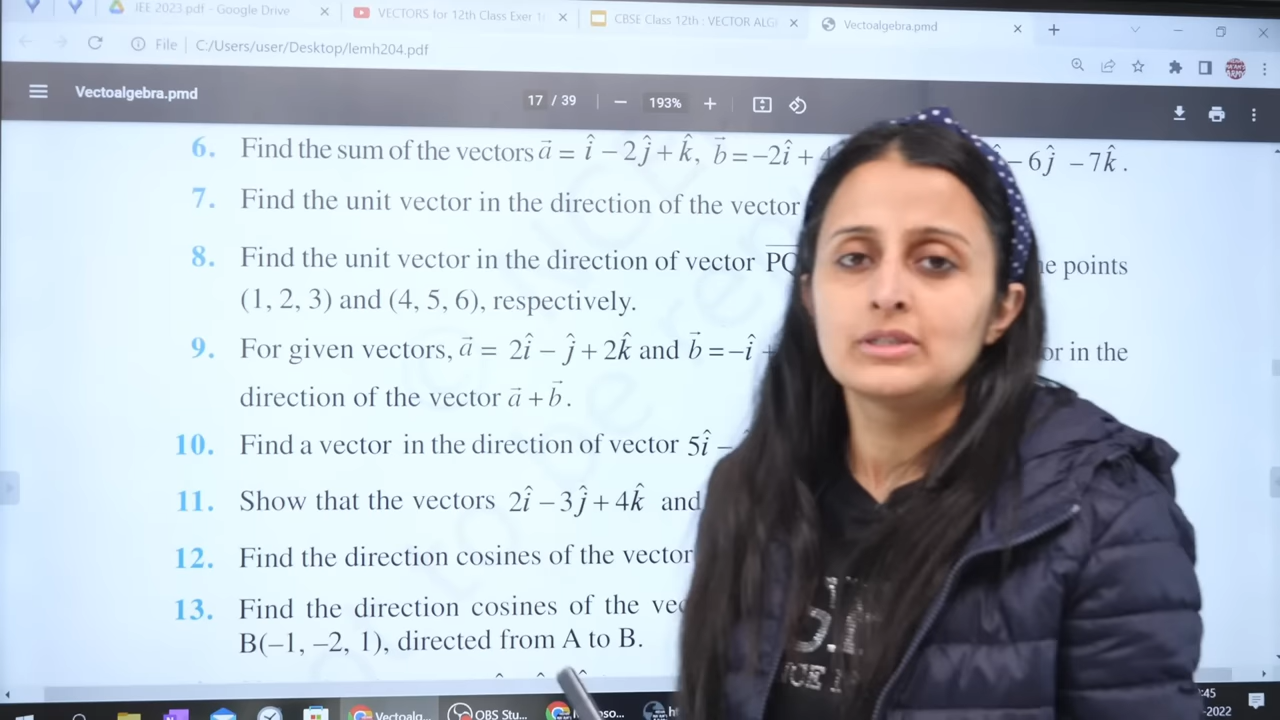 IEE 2023.pdf - Google Drive
VECTORS for 12th Class Exer
CBSE Class 12th : VECTOR ALG
Vectoalgebra.pmd
File | C:/Users/user/Desktop/lemh204.pdf
Vectoalgebra.pmd
17 / 39
193%
6. Find the sum of the vectors a⃗ = î − 2ĵ + k̂, b⃗ = −2î + − 6ĵ − 7k̂.
7. Find the unit vector in the direction of the vector
8. Find the unit vector in the direction of vector points
(1, 2, 3) and (4, 5, 6), respectively.
9. For given vectors, a⃗ = 2î − ĵ + 2k̂ and b⃗ = −î in the
direction of the vector a⃗ + b⃗.
10. Find a vector in the direction of vector 5î −
11. Show that the vectors 2î − 3ĵ + 4k̂ and
12. Find the direction cosines of the vector
13. Find the direction cosines of the
B(−1, −2, 1), directed from A to B.
Vectoalg...
OBS Stu...
:45
-2022